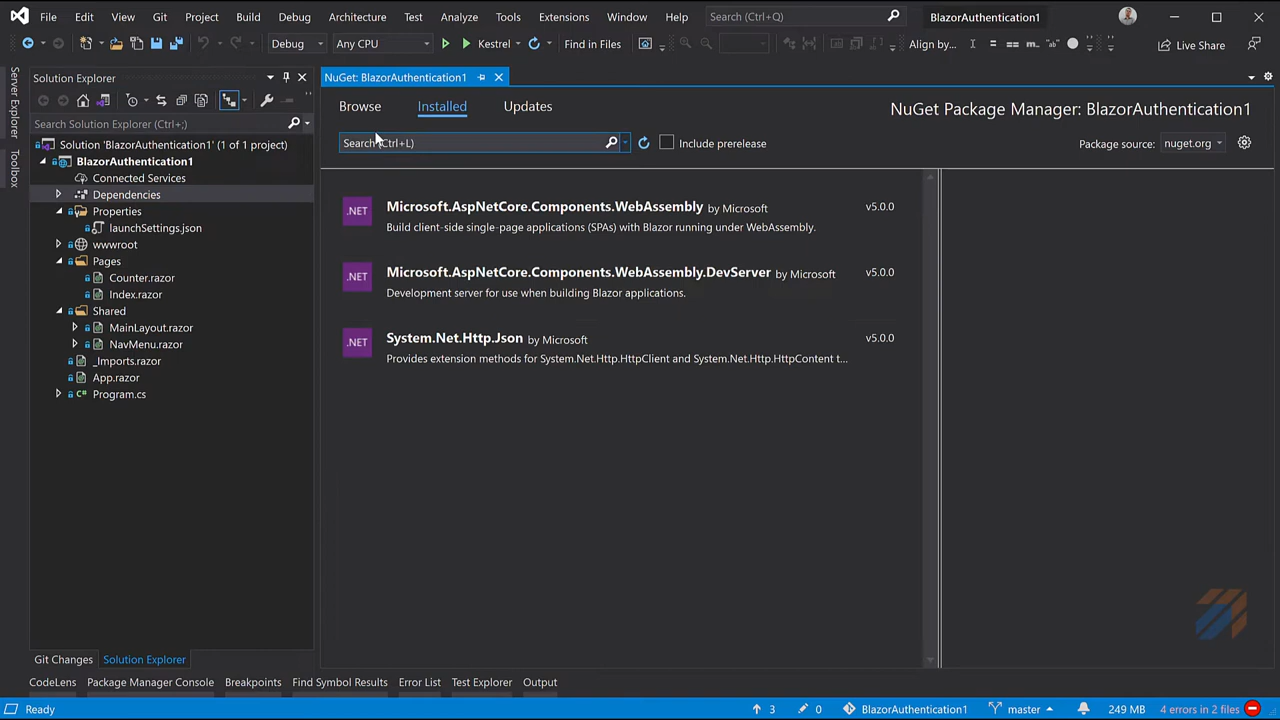 File Edit View Git Project Build Debug Architecture Test Analyze Tools Extensions Window Help Search (Ctrl+Q) BlazorAuthentication1
Debug Any CPU Kestrel Find in Files Align by... Live Share
Server Explorer
Toolbox
Solution Explorer
Search Solution Explorer (Ctrl+;)
Solution 'BlazorAuthentication1' (1 of 1 project)
BlazorAuthentication1
Connected Services
Dependencies
Properties
launchSettings.json
wwwroot
Pages
Counter.razor
Index.razor
Shared
MainLayout.razor
NavMenu.razor
_Imports.razor
App.razor
C# Program.cs
Git Changes Solution Explorer
NuGet: BlazorAuthentication1
Browse Installed Updates
NuGet Package Manager: BlazorAuthentication1
Search (Ctrl+L) Include prerelease Package source: nuget.org
.NET Microsoft.AspNetCore.Components.WebAssembly by Microsoft v5.0.0
Build client-side single-page applications (SPAs) with Blazor running under WebAssembly.
.NET Microsoft.AspNetCore.Components.WebAssembly.DevServer by Microsoft v5.0.0
Development server for use when building Blazor applications.
.NET System.Net.Http.Json by Microsoft v5.0.0
Provides extension methods for System.Net.Http.HttpClient and System.Net.Http.HttpContent t...
CodeLens Package Manager Console Breakpoints Find Symbol Results Error List Test Explorer Output
Ready 3 0 BlazorAuthentication1 master 249 MB 4 errors in 2 files